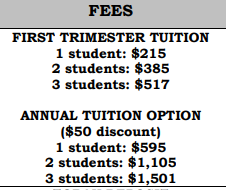 FEES
FIRST TRIMESTER TUITION
1 student: $215
2 students: $385
3 students: $517
ANNUAL TUITION OPTION
($50 discount)
1 student: $595
2 students: $1,105
3 students: $1,501